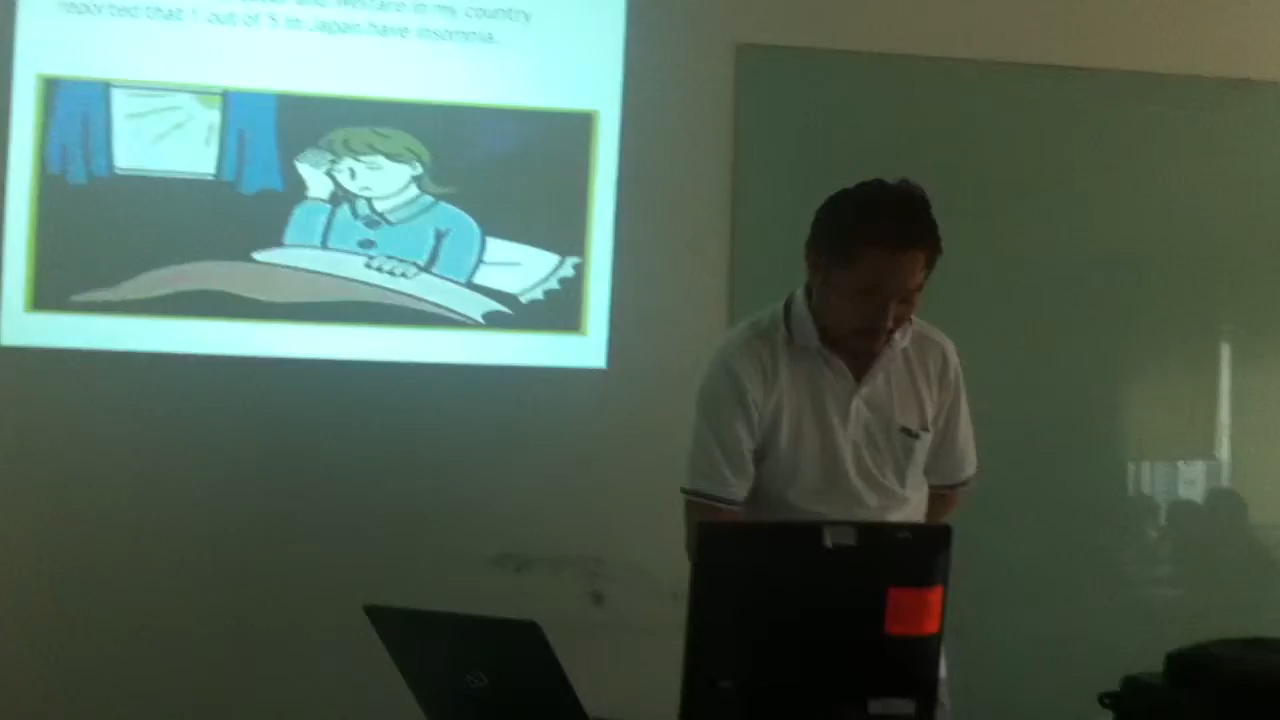 and Welfare in my country
reported that 1 out of 5 in Japan have insomnia.